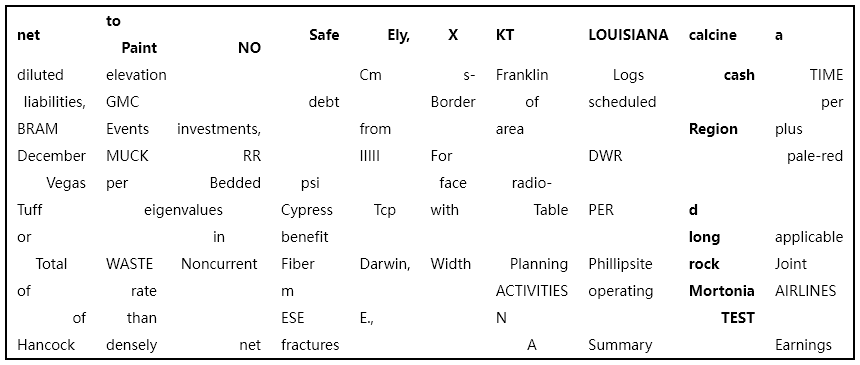 net to Paint NO Safe Ely, X KT LOUISIANA calcine a
diluted elevation Cm s- Franklin Logs cash TIME
liabilities, GMC debt Border of scheduled per
BRAM Events investments, from area Region plus
December MUCK RR IIIII For DWR pale-red
Vegas per Bedded psi face radio-
Tuff eigenvalues Cypress Tcp with Table PER d
or in benefit long applicable
Total WASTE Noncurrent Fiber Darwin, Width Planning Phillipsite rock Joint
of rate m ACTIVITIES operating Mortonia AIRLINES
of than ESE E., N TEST
Hancock densely net fractures A Summary Earnings